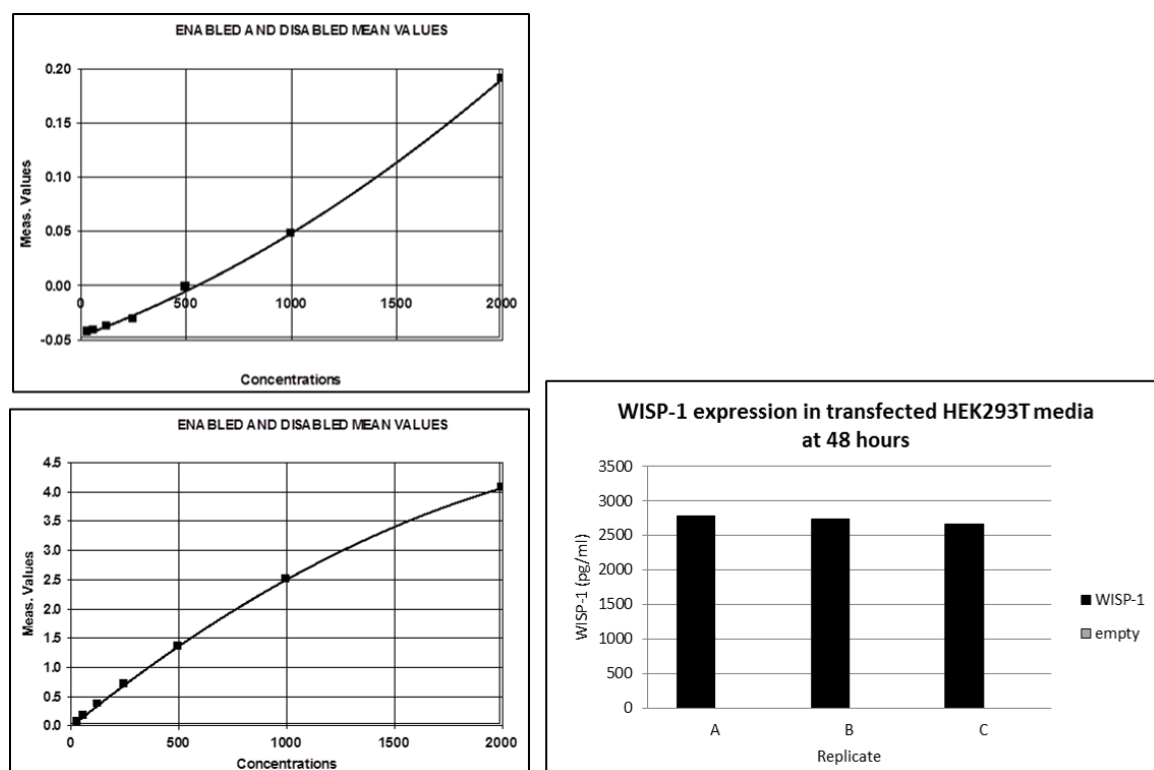 ENABLED AND DISABLED MEAN VALUES
0.20
0.15
0.10
0.05
0.00
-0.05
Meas. Values
0 500 1000 2000
Concentrations
ENABLED AND DISABLED MEAN VALUES
4.5
4.0
3.5
3.0
2.5
2.0
1.5
1.0
0.5
0.0
Meas. Values
0 500 1000 1500 2000
Concentrations
WISP-1 expression in transfected HEK293T media
at 48 hours
3500
3000
2500
2000
1500
1000
500
0
WISP-1 (pg/ml)
A B C
Replicate
WISP-1
empty